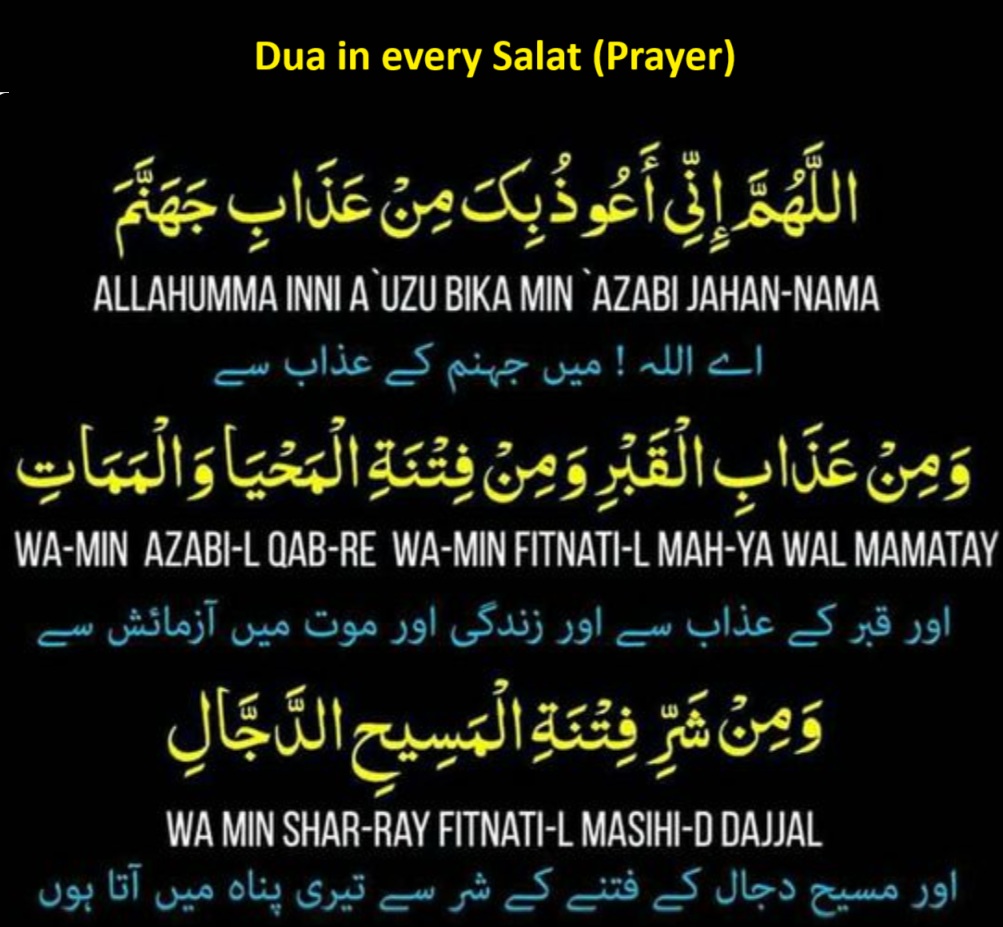 Dua in every Salat (Prayer)
اللَّهُمَّ إِنِّي أَعُوذُ بِكَ مِنْ عَذَابِ جَهَنَّمَ
ALLAHUMMA INNI A`UZU BIKA MIN `AZABI JAHAN-NAMA
اے اللہ ! میں جہنم کے عذاب سے
وَمِنْ عَذَابِ الْقَبْرِ وَمِنْ فِتْنَةِ الْمَحْيَا وَالْمَمَاتِ
WA-MIN AZABI-L QAB-RE WA-MIN FITNATI-L MAH-YA WAL MAMATAY
اور قبر کے عذاب سے اور زندگی اور موت میں آزمائش سے
وَمِنْ شَرِّ فِتْنَةِ الْمَسِيحِ الدَّجَّالِ
WA MIN SHAR-RAY FITNATI-L MASIHI-D DAJJAL
اور مسیح دجال کے فتنے کے شر سے تیری پناہ میں آتا ہوں